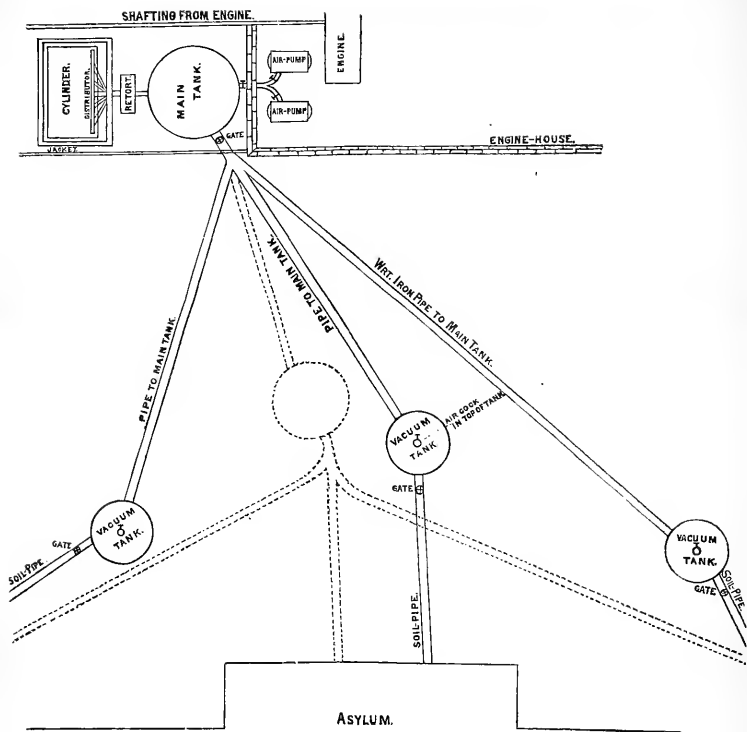 SHAFTING FROM ENGINE.
ENGINE.
AIR-PUMP
AIR-PUMP
CYLINDER.
DISTRIBUTOR.
RETORT.
MAIN
TANK.
GATE
JACKET.
ENGINE-HOUSE.
PIPE TO MAIN TANK.
PIPE TO MAIN TANK.
WRT. IRON PIPE TO MAIN TANK.
AIR COCK
IN TOP OF TANK.
VACUUM
TANK.
GATE
SOIL-PIPE.
VACUUM
TANK.
GATE
SOIL-PIPE
VACUUM
TANK.
GATE
SOIL-PIPE.
ASYLUM.